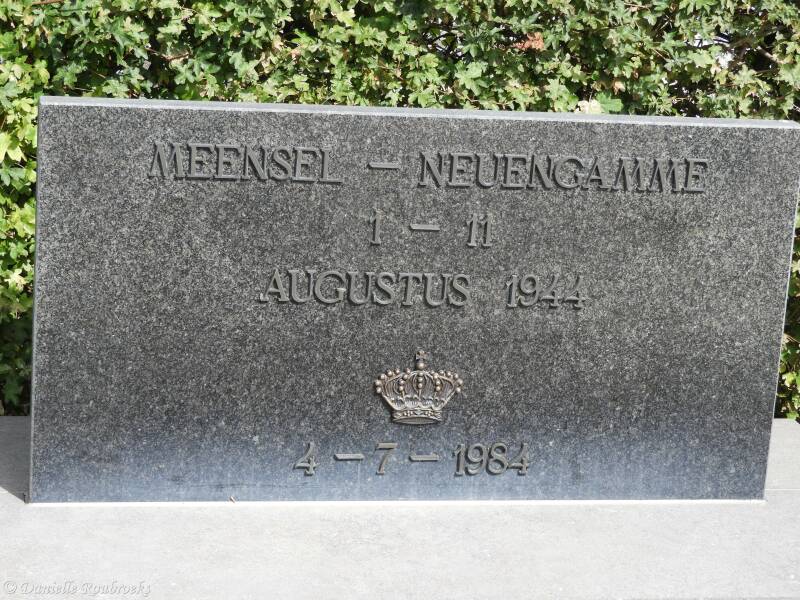 MEENSEL - NEUENGAMME
1 - 11
AUGUSTUS 1944
4 - 7 - 1984
© Danielle Roubroeks